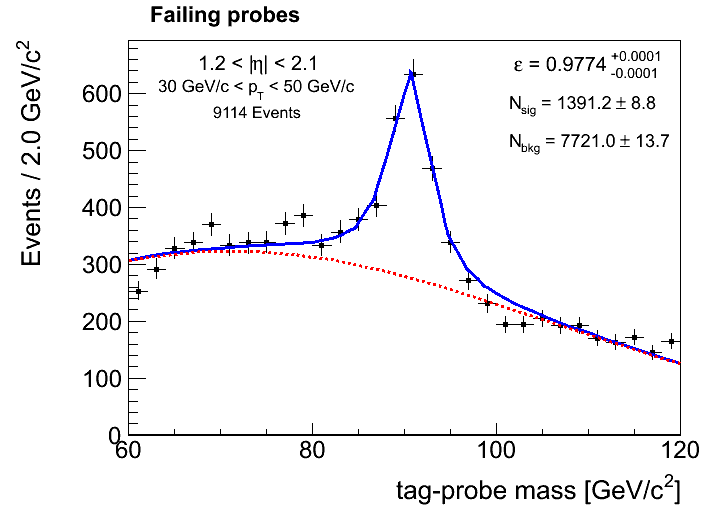 Failing probes
1.2 < |η| < 2.1
30 GeV/c < p_T < 50 GeV/c
9114 Events
ε = 0.9774 +0.0001 -0.0001
N_sig = 1391.2 ± 8.8
N_bkg = 7721.0 ± 13.7
Events / 2.0 GeV/c²
600
500
400
300
200
100
0
60 80 100 120
tag-probe mass [GeV/c²]